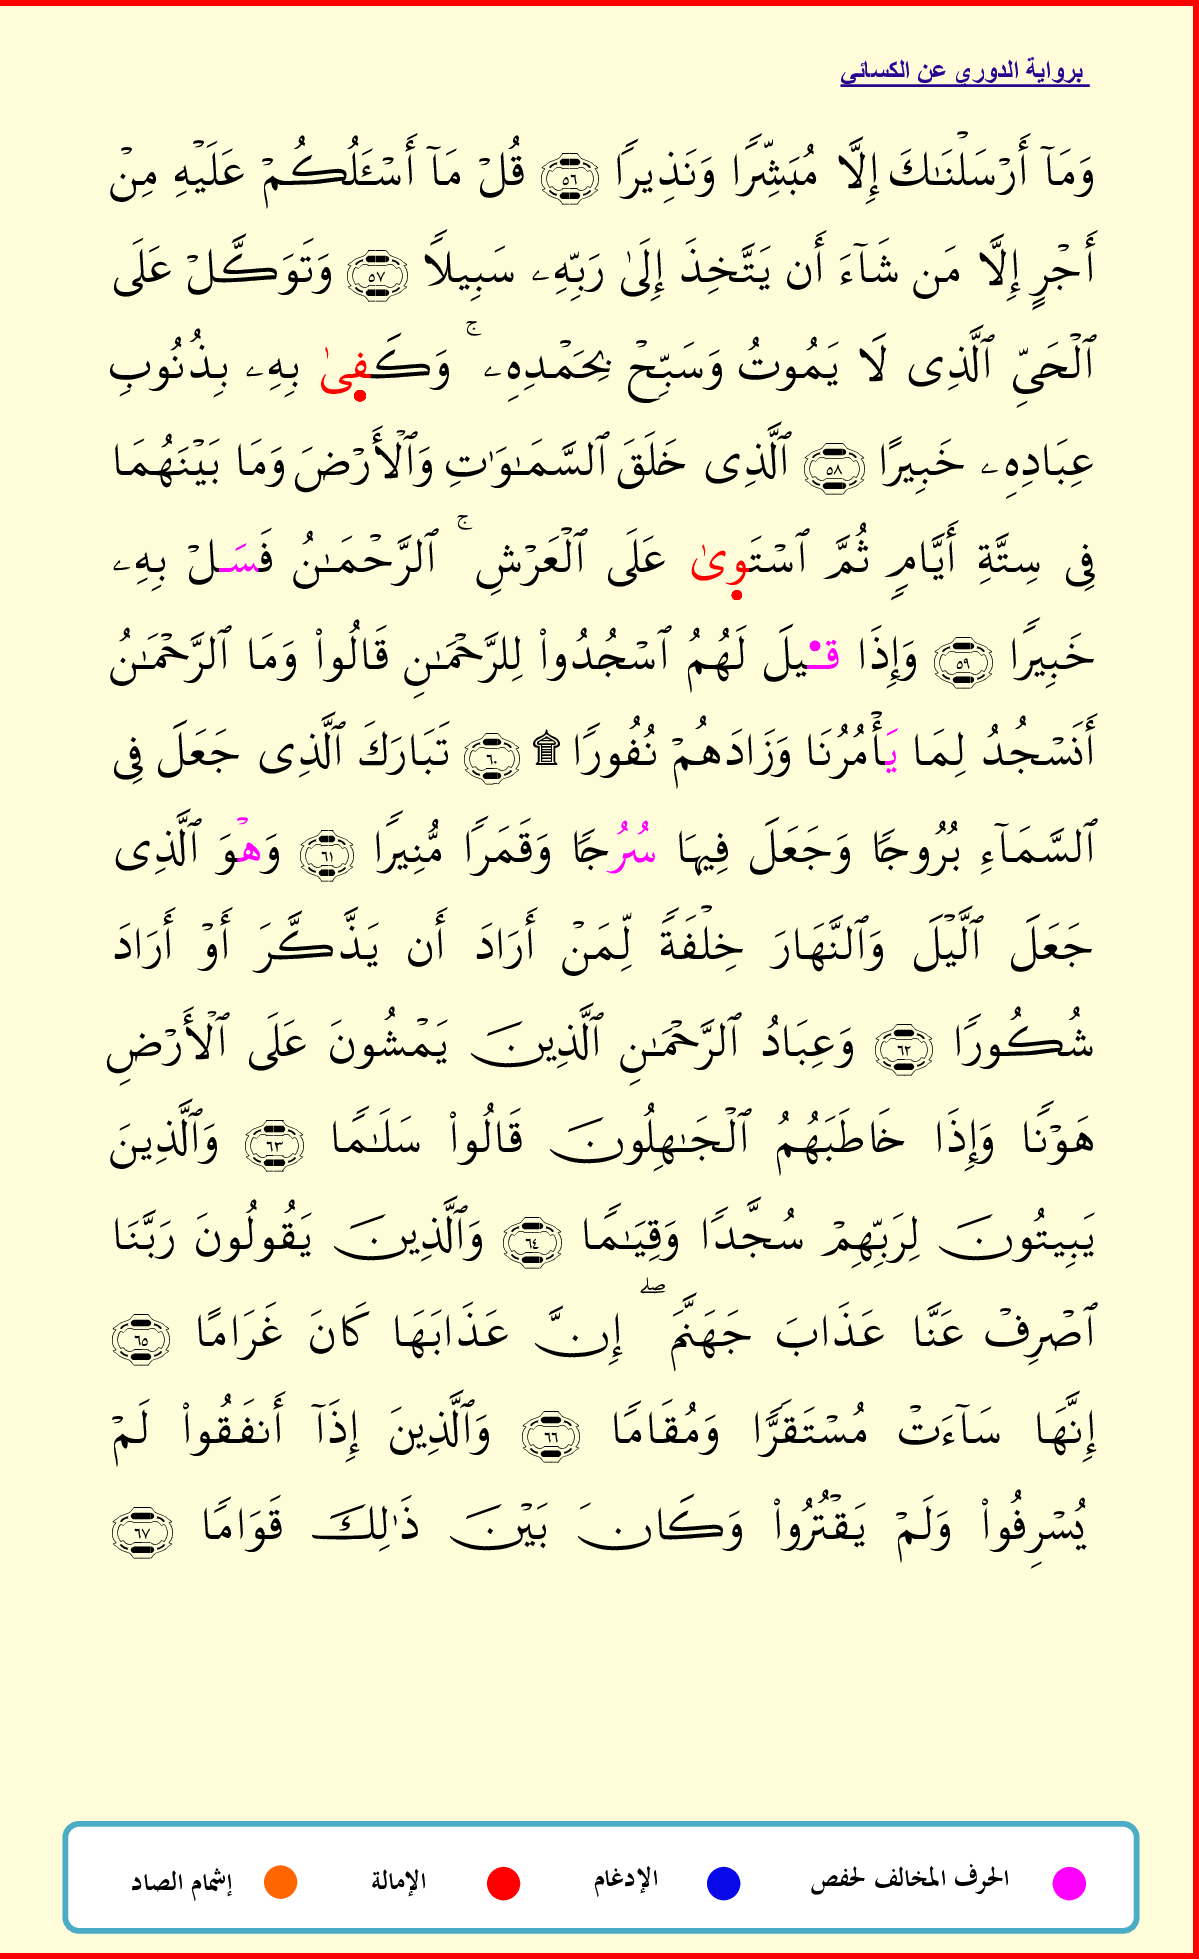 برواية الدوري عن الكسائي
وَمَآ أَرْسَلْنَـٰكَ إِلَّا مُبَشِّرًا وَنَذِيرًا ٥٦ قُلْ مَآ أَسْـَٔلُكُمْ عَلَيْهِ مِنْ
أَجْرٍ إِلَّا مَن شَآءَ أَن يَتَّخِذَ إِلَىٰ رَبِّهِۦ سَبِيلًا ٥٧ وَتَوَكَّلْ عَلَى
ٱلْحَىِّ ٱلَّذِى لَا يَمُوتُ وَسَبِّحْ بِحَمْدِهِۦ ۚ وَكَفِىٰ بِهِۦ بِذُنُوبِ
عِبَادِهِۦ خَبِيرًا ٥٨ ٱلَّذِى خَلَقَ ٱلسَّمَـٰوَٰتِ وَٱلْأَرْضَ وَمَا بَيْنَهُمَا
فِى سِتَّةِ أَيَّامٍ ثُمَّ ٱسْتَوِىٰ عَلَى ٱلْعَرْشِ ۚ ٱلرَّحْمَـٰنُ فَسَـلْ بِهِۦ
خَبِيرًا ٥٩ وَإِذَا قـيلَ لَهُمُ ٱسْجُدُوا۟ لِلرَّحْمَـٰنِ قَالُوا۟ وَمَا ٱلرَّحْمَـٰنُ
أَنَسْجُدُ لِمَا يَأْمُرُنَا وَزَادَهُمْ نُفُورًا ۩ ٦٠ تَبَارَكَ ٱلَّذِى جَعَلَ فِى
ٱلسَّمَآءِ بُرُوجًا وَجَعَلَ فِيهَا سُرُجًا وَقَمَرًا مُّنِيرًا ٦١ وَهْوَ ٱلَّذِى
جَعَلَ ٱلَّيْلَ وَٱلنَّهَارَ خِلْفَةً لِّمَنْ أَرَادَ أَن يَذَّكَّرَ أَوْ أَرَادَ
شُكُورًا ٦٢ وَعِبَادُ ٱلرَّحْمَـٰنِ ٱلَّذِينَ يَمْشُونَ عَلَى ٱلْأَرْضِ
هَوْنًا وَإِذَا خَاطَبَهُمُ ٱلْجَـٰهِلُونَ قَالُوا۟ سَلَـٰمًا ٦٣ وَٱلَّذِينَ
يَبِيتُونَ لِرَبِّهِمْ سُجَّدًا وَقِيَـٰمًا ٦٤ وَٱلَّذِينَ يَقُولُونَ رَبَّنَا
ٱصْرِفْ عَنَّا عَذَابَ جَهَنَّمَ ۖ إِنَّ عَذَابَهَا كَانَ غَرَامًا ٦٥
إِنَّهَا سَآءَتْ مُسْتَقَرًّا وَمُقَامًا ٦٦ وَٱلَّذِينَ إِذَآ أَنفَقُوا۟ لَمْ
يُسْرِفُوا۟ وَلَمْ يَقْتُرُوا۟ وَكَانَ بَيْنَ ذَٰلِكَ قَوَامًا ٦٧
الحرف المخالف لحفص الإدغام الإمالة إشمام الصاد